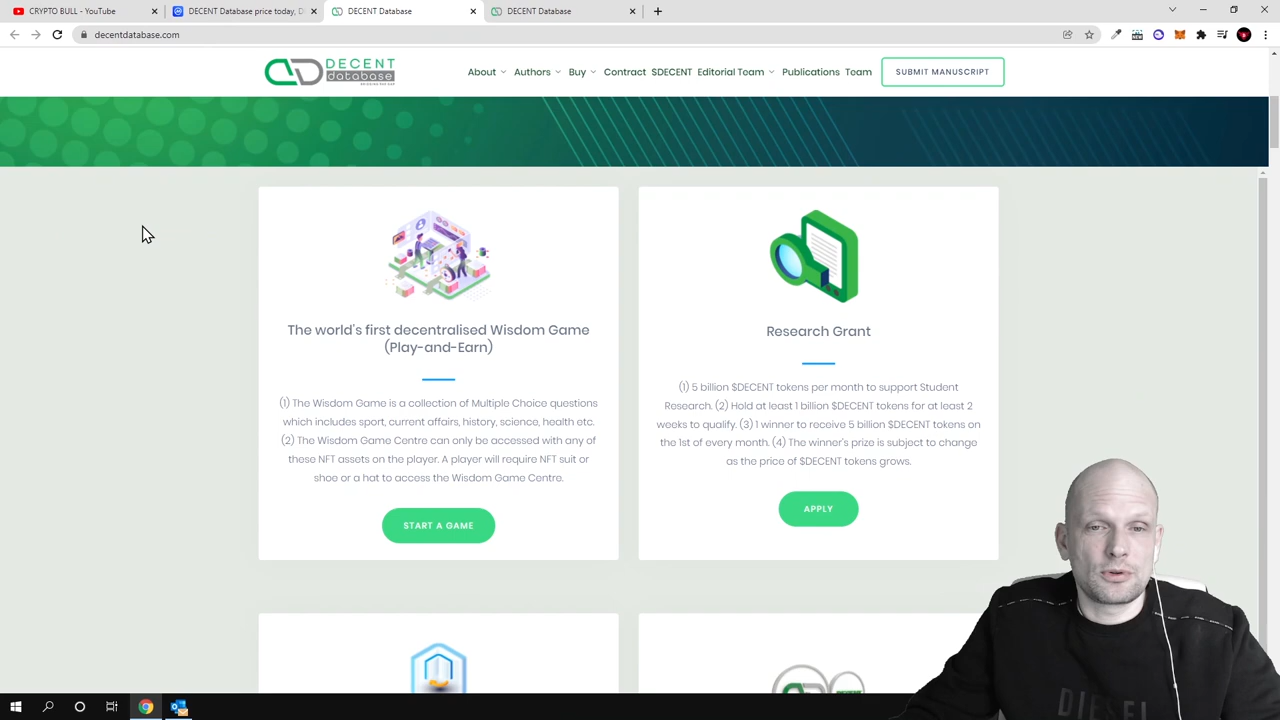 CRYPTO BULL - YouTube
DECENT Database price today, D
DECENT Database
DECENT Database
decentdatabase.com
DECENT
database
About
Authors
Buy
Contract
$DECENT
Editorial Team
Publications
Team
SUBMIT MANUSCRIPT
The world's first decentralised Wisdom Game
(Play-and-Earn)
(1) The Wisdom Game is a collection of Multiple Choice questions
which includes sport, current affairs, history, science, health etc.
(2) The Wisdom Game Centre can only be accessed with any of
these NFT assets on the player. A player will require NFT suit or
shoe or a hat to access the Wisdom Game Centre.
START A GAME
Research Grant
(1) 5 billion $DECENT tokens per month to support Student
Research. (2) Hold at least 1 billion $DECENT tokens for at least 2
weeks to qualify. (3) 1 winner to receive 5 billion $DECENT tokens on
the 1st of every month. (4) The winner's prize is subject to change
as the price of $DECENT tokens grows.
APPLY
DIESEL